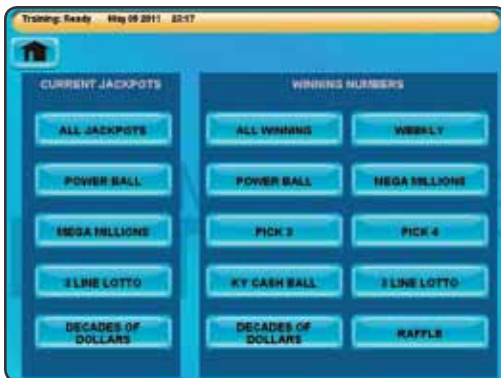 Training: Ready May 05 2011 22:17
CURRENT JACKPOTS
WINNING NUMBERS
ALL JACKPOTS
ALL WINNING
WEEKLY
POWER BALL
POWER BALL
MEGA MILLIONS
MEGA MILLIONS
PICK 3
PICK 4
3 LINE LOTTO
KY CASH BALL
3 LINE LOTTO
DECADES OF
DOLLARS
DECADES OF
DOLLARS
RAFFLE